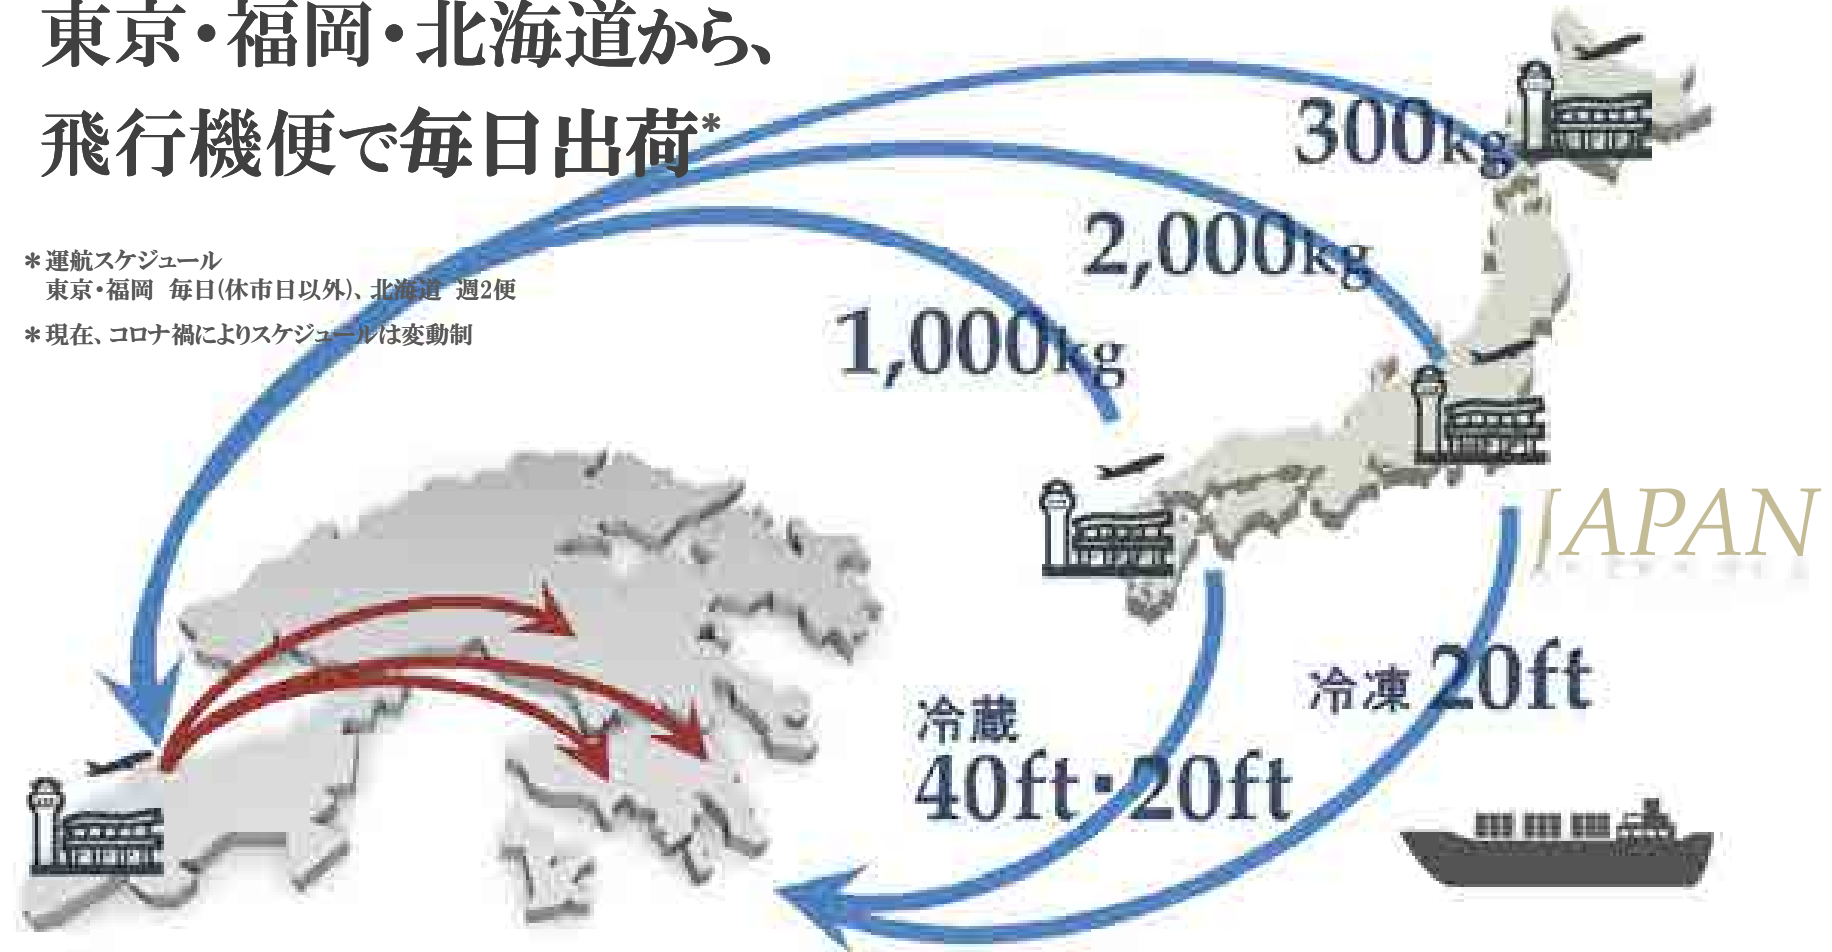 東京・福岡・北海道から、
飛行機便で毎日出荷*
＊運航スケジュール
東京・福岡　毎日(休市日以外)、北海道　週2便
＊現在、コロナ禍によりスケジュールは変動制
300kg
2,000kg
1,000kg
JAPAN
冷凍 20ft
冷蔵
40ft・20ft